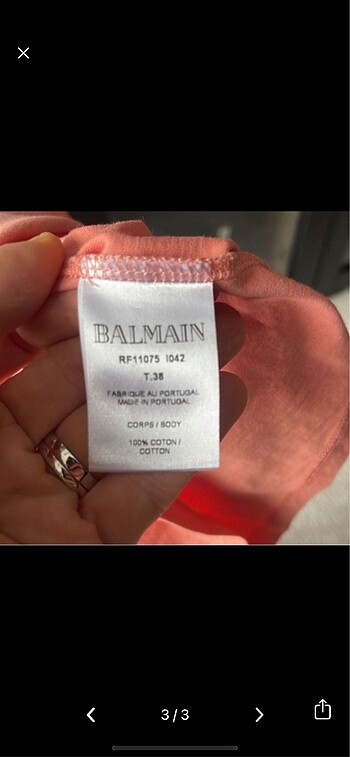 BALMAIN
RF11075 I042
T.38
FABRIQUE AU PORTUGAL
MADE IN PORTUGAL
CORPS / BODY
100% COTON /
COTTON
3/3